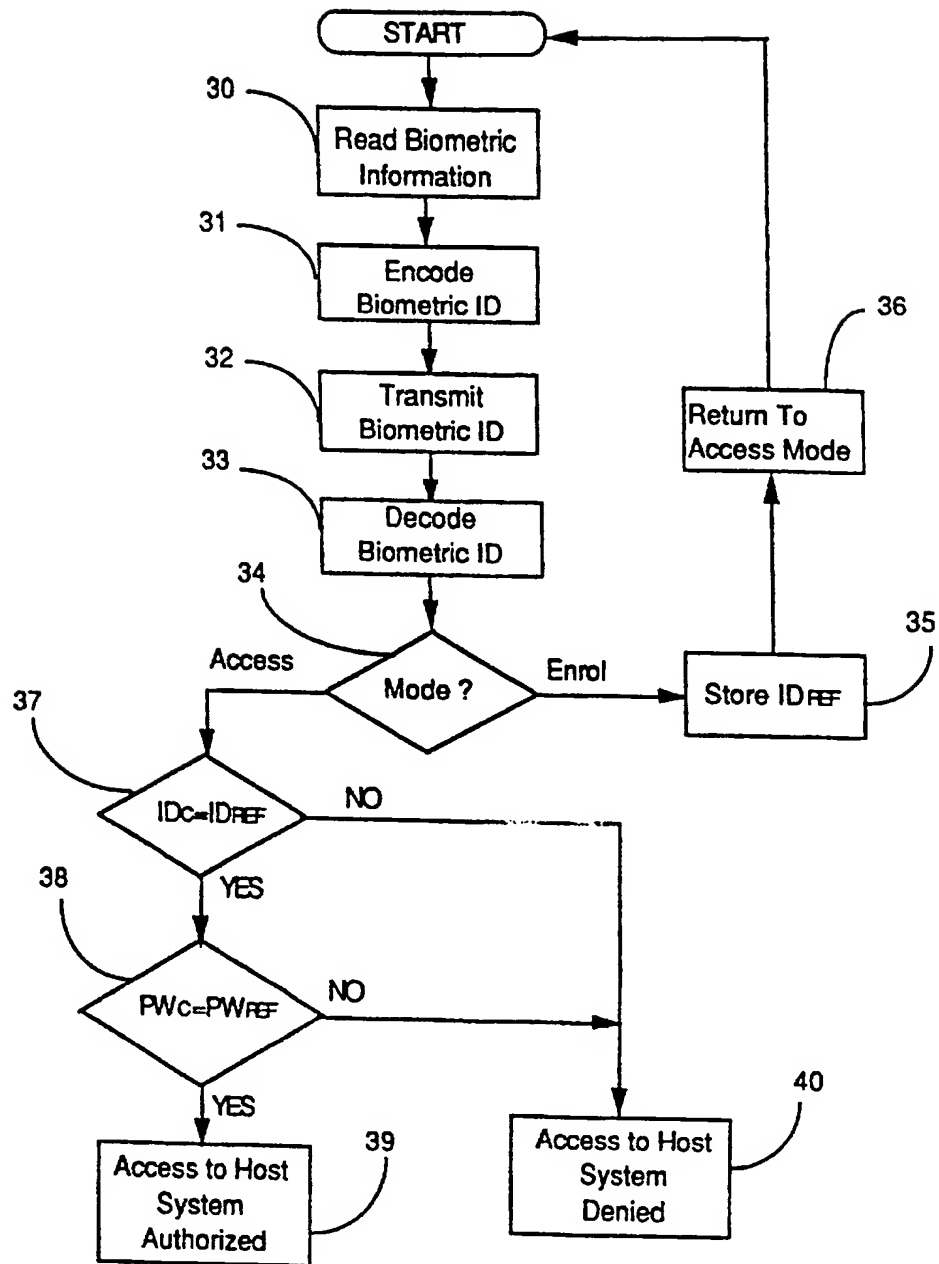 START
30
Read Biometric
Information
31
Encode
Biometric ID
32
Transmit
Biometric ID
33
Decode
Biometric ID
34
Mode ?
Access
Enrol
35
Store IDREF
36
Return To
Access Mode
37
IDC=IDREF
NO
YES
38
PWC=PWREF
NO
YES
39
Access to Host
System
Authorized
40
Access to Host
System
Denied